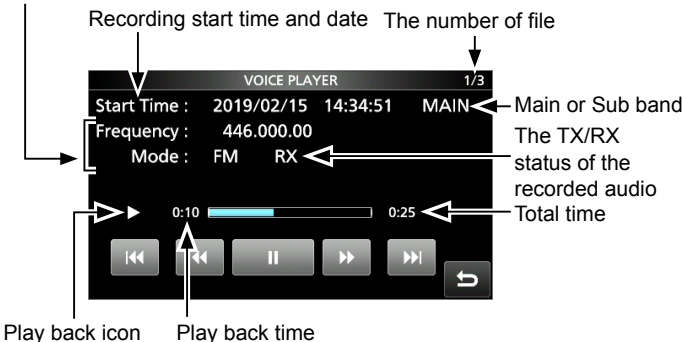 Recording start time and date
The number of file
VOICE PLAYER 1/3
Start Time : 2019/02/15 14:34:51 MAIN
Main or Sub band
Frequency : 446.000.00
The TX/RX
status of the
recorded audio
Mode : FM RX
0:10 0:25
Total time
Play back icon
Play back time